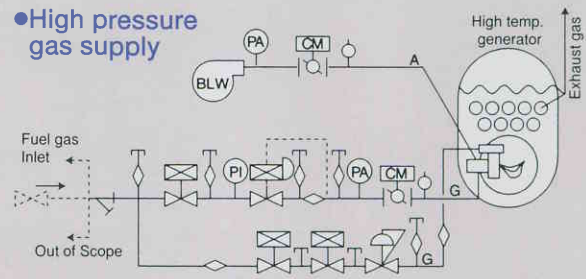 ●High pressure
gas supply
PA
CM
BLW
A
High temp.
generator
Exhaust gas
Fuel gas
Inlet
PI
PA
CM
G
Out of Scope
G